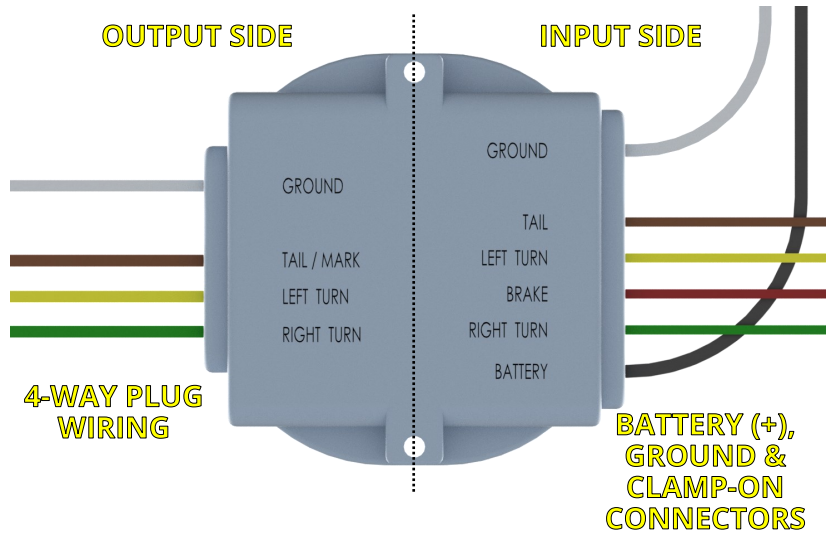 OUTPUT SIDE
INPUT SIDE
GROUND
TAIL / MARK
LEFT TURN
RIGHT TURN
GROUND
TAIL
LEFT TURN
BRAKE
RIGHT TURN
BATTERY
4-WAY PLUG
WIRING
BATTERY (+),
GROUND &
CLAMP-ON
CONNECTORS